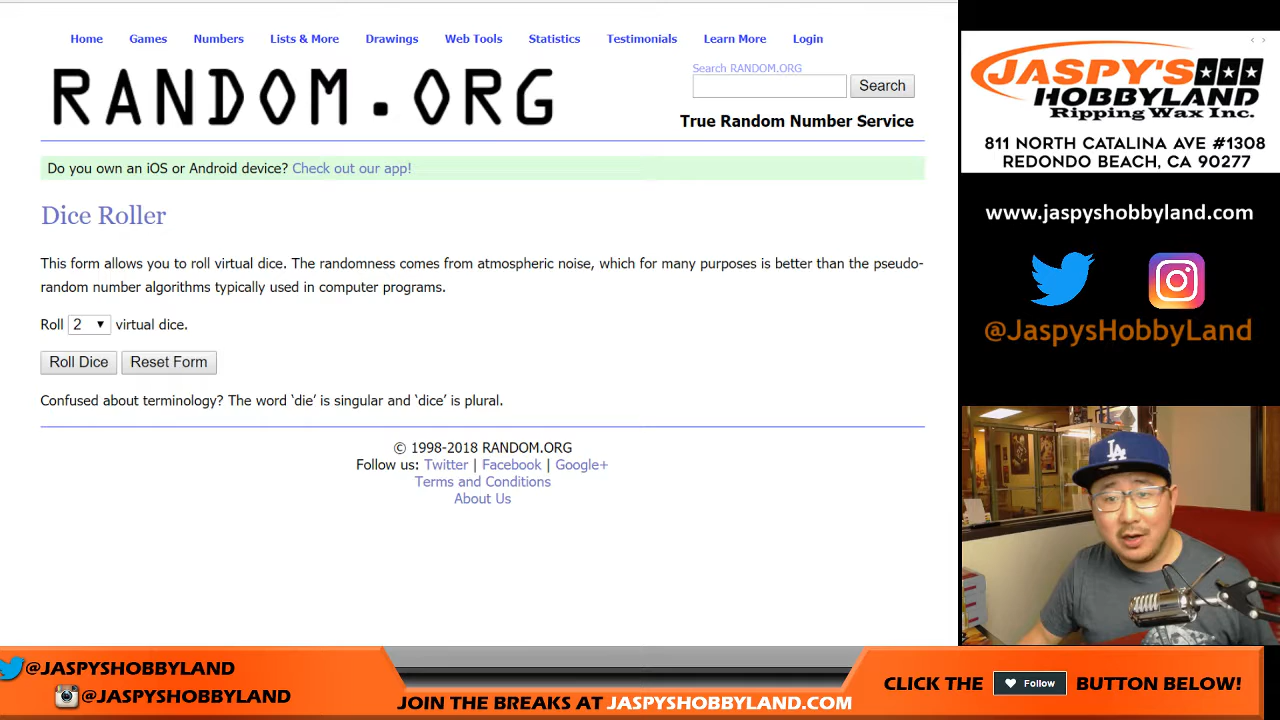 Home Games Numbers Lists & More Drawings Web Tools Statistics Testimonials Learn More Login
RANDOM.ORG
Search RANDOM.ORG
Search
True Random Number Service
Do you own an iOS or Android device? Check out our app!
Dice Roller
This form allows you to roll virtual dice. The randomness comes from atmospheric noise, which for many purposes is better than the pseudo-
random number algorithms typically used in computer programs.
Roll 2 virtual dice.
Roll Dice Reset Form
Confused about terminology? The word ‘die’ is singular and ‘dice’ is plural.
© 1998-2018 RANDOM.ORG
Follow us: Twitter | Facebook | Google+
Terms and Conditions
About Us
JASPY'S
HOBBYLAND
Ripping Wax Inc.
811 NORTH CATALINA AVE #1308
REDONDO BEACH, CA 90277
www.jaspyshobbyland.com
@JaspysHobbyLand
LA
@JASPYSHOBBYLAND
@JASPYSHOBBYLAND
JOIN THE BREAKS AT JASPYSHOBBYLAND.COM
CLICK THE Follow BUTTON BELOW!